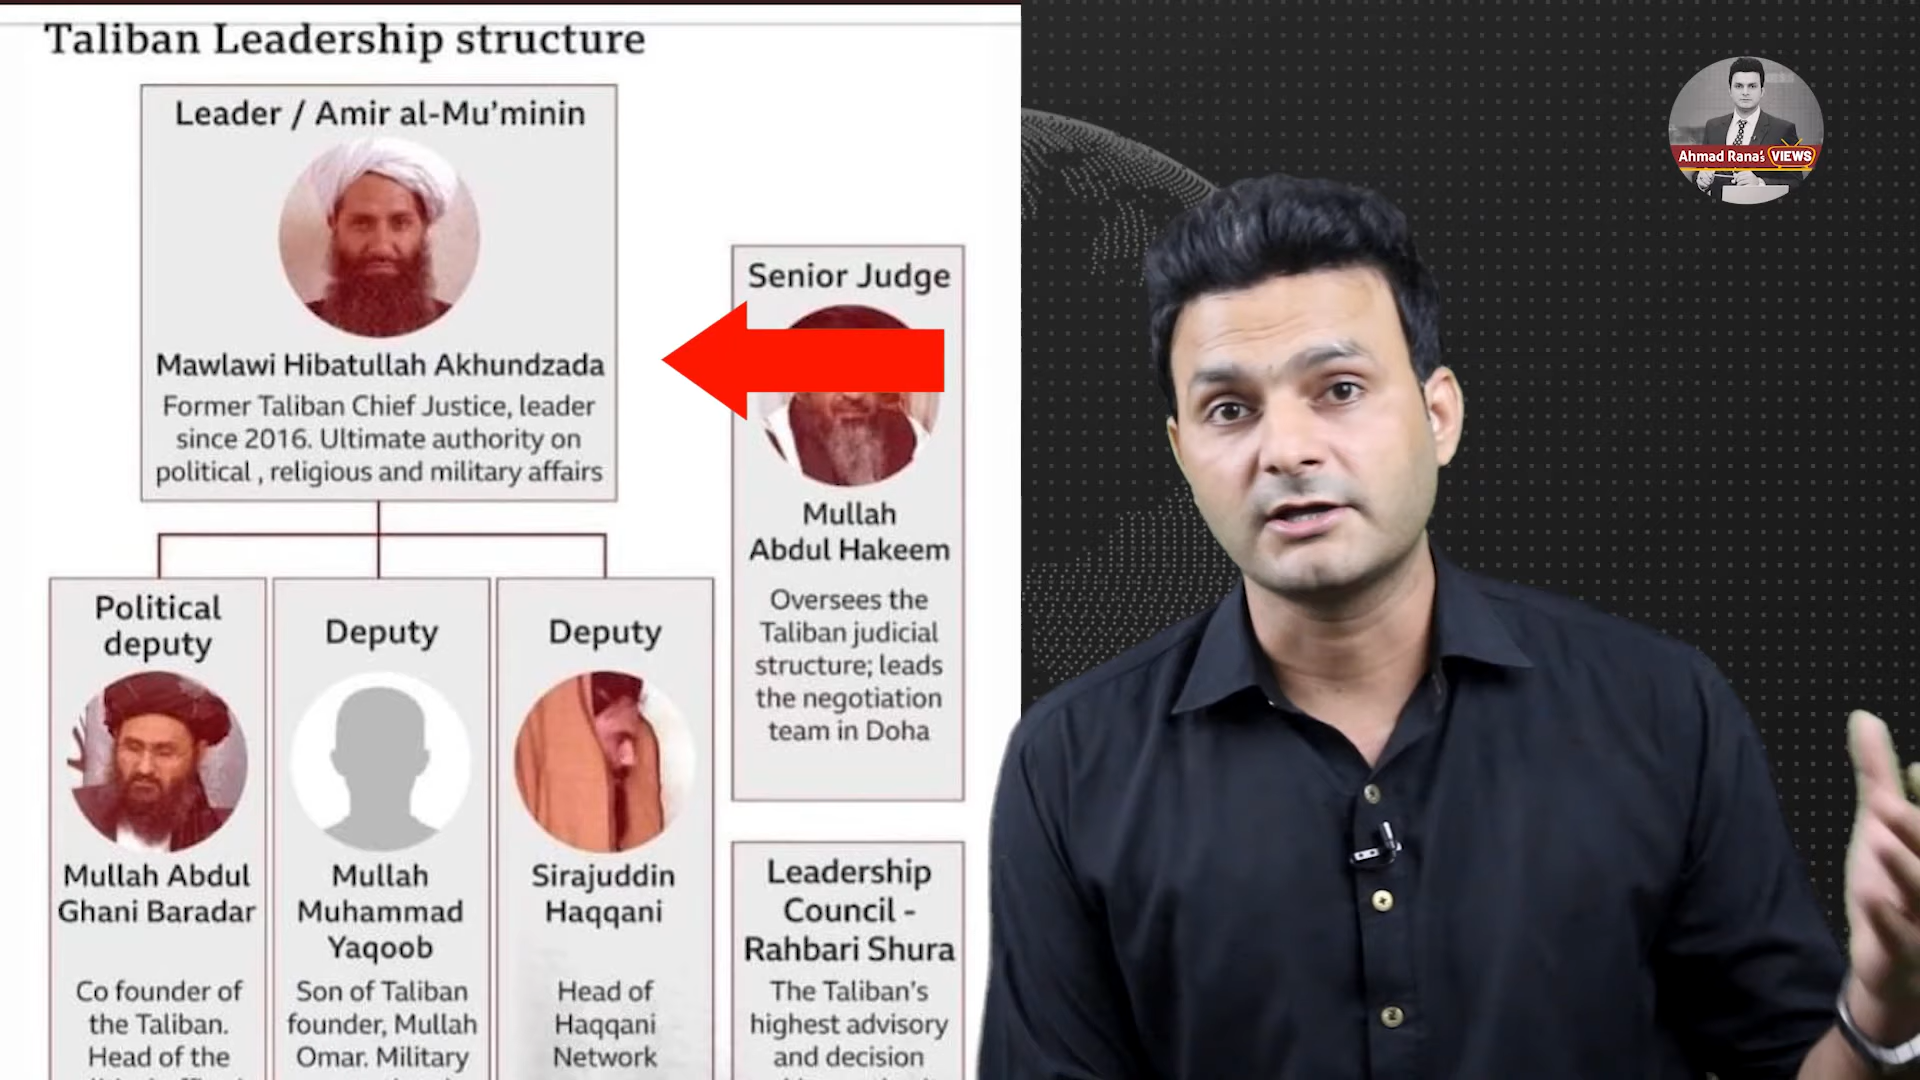 Taliban Leadership structure
Leader / Amir al-Mu’minin
Mawlawi Hibatullah Akhundzada
Former Taliban Chief Justice, leader
since 2016. Ultimate authority on
political , religious and military affairs
Senior Judge
Mullah
Abdul Hakeem
Oversees the
Taliban judicial
structure; leads
the negotiation
team in Doha
Political
deputy
Mullah Abdul
Ghani Baradar
Co founder of
the Taliban.
Head of the
Deputy
Mullah
Muhammad
Yaqoob
Son of Taliban
founder, Mullah
Omar. Military
Deputy
Sirajuddin
Haqqani
Head of
Haqqani
Network
Leadership
Council -
Rahbari Shura
The Taliban’s
highest advisory
and decision
Ahmad Rana's VIEWS